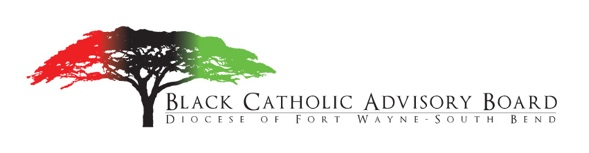 BLACK CATHOLIC ADVISORY BOARD
DIOCESE OF FORT WAYNE-SOUTH BEND